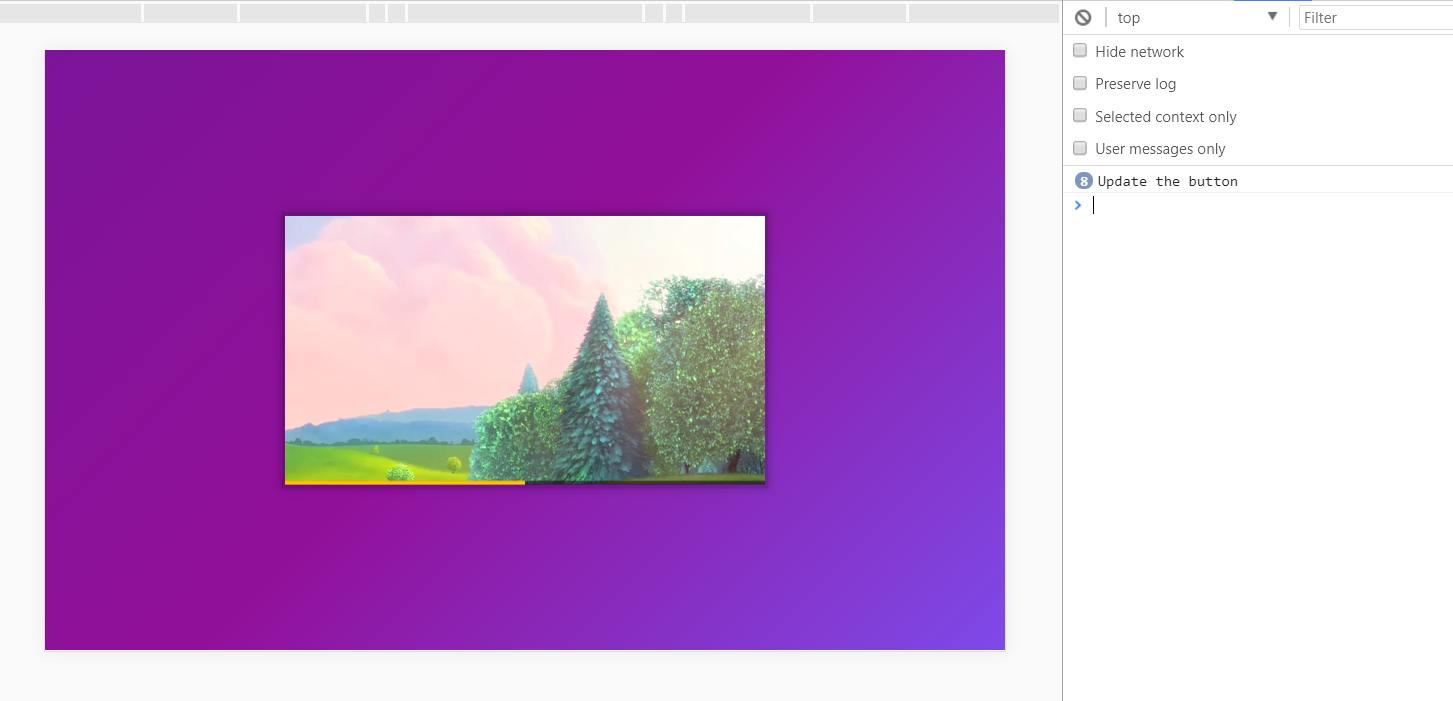 top
Filter
Hide network
Preserve log
Selected context only
User messages only
8 Update the button